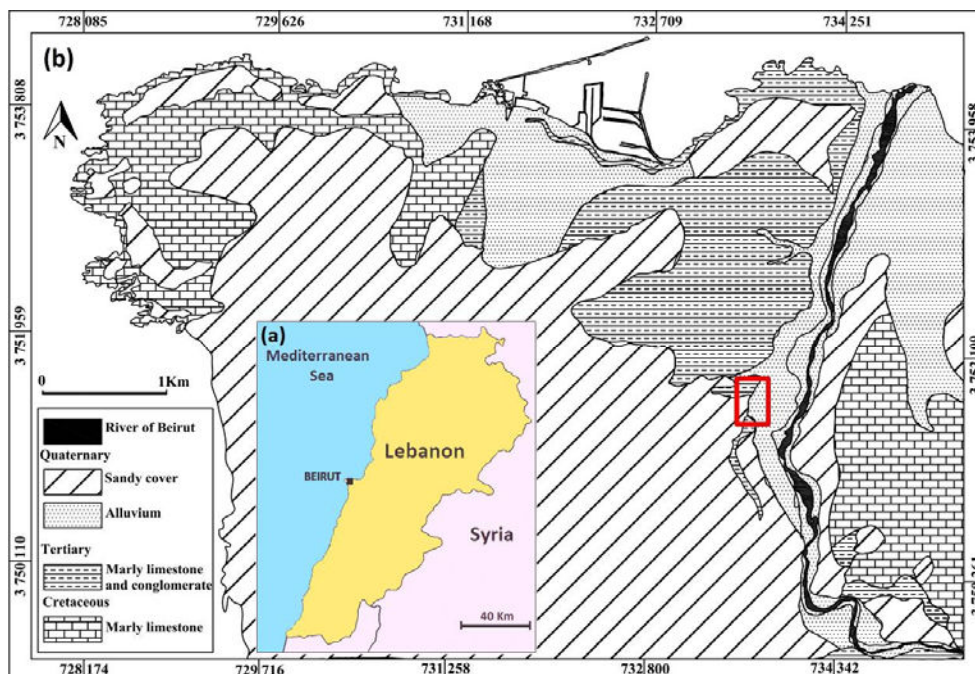 728 085 729 626 731 168 732 709 734 251
(b)
3 753 808
N
3 752 958
(a)
Mediterranean
Sea
3 751 959
0 1Km
Lebanon
BEIRUT
River of Beirut
Quaternary
Sandy cover
Alluvium
Syria
3 750 110
Tertiary
Marly limestone
and conglomerate
Cretaceous
Marly limestone
40 Km
728 174 729 716 731 258 732 800 734 342